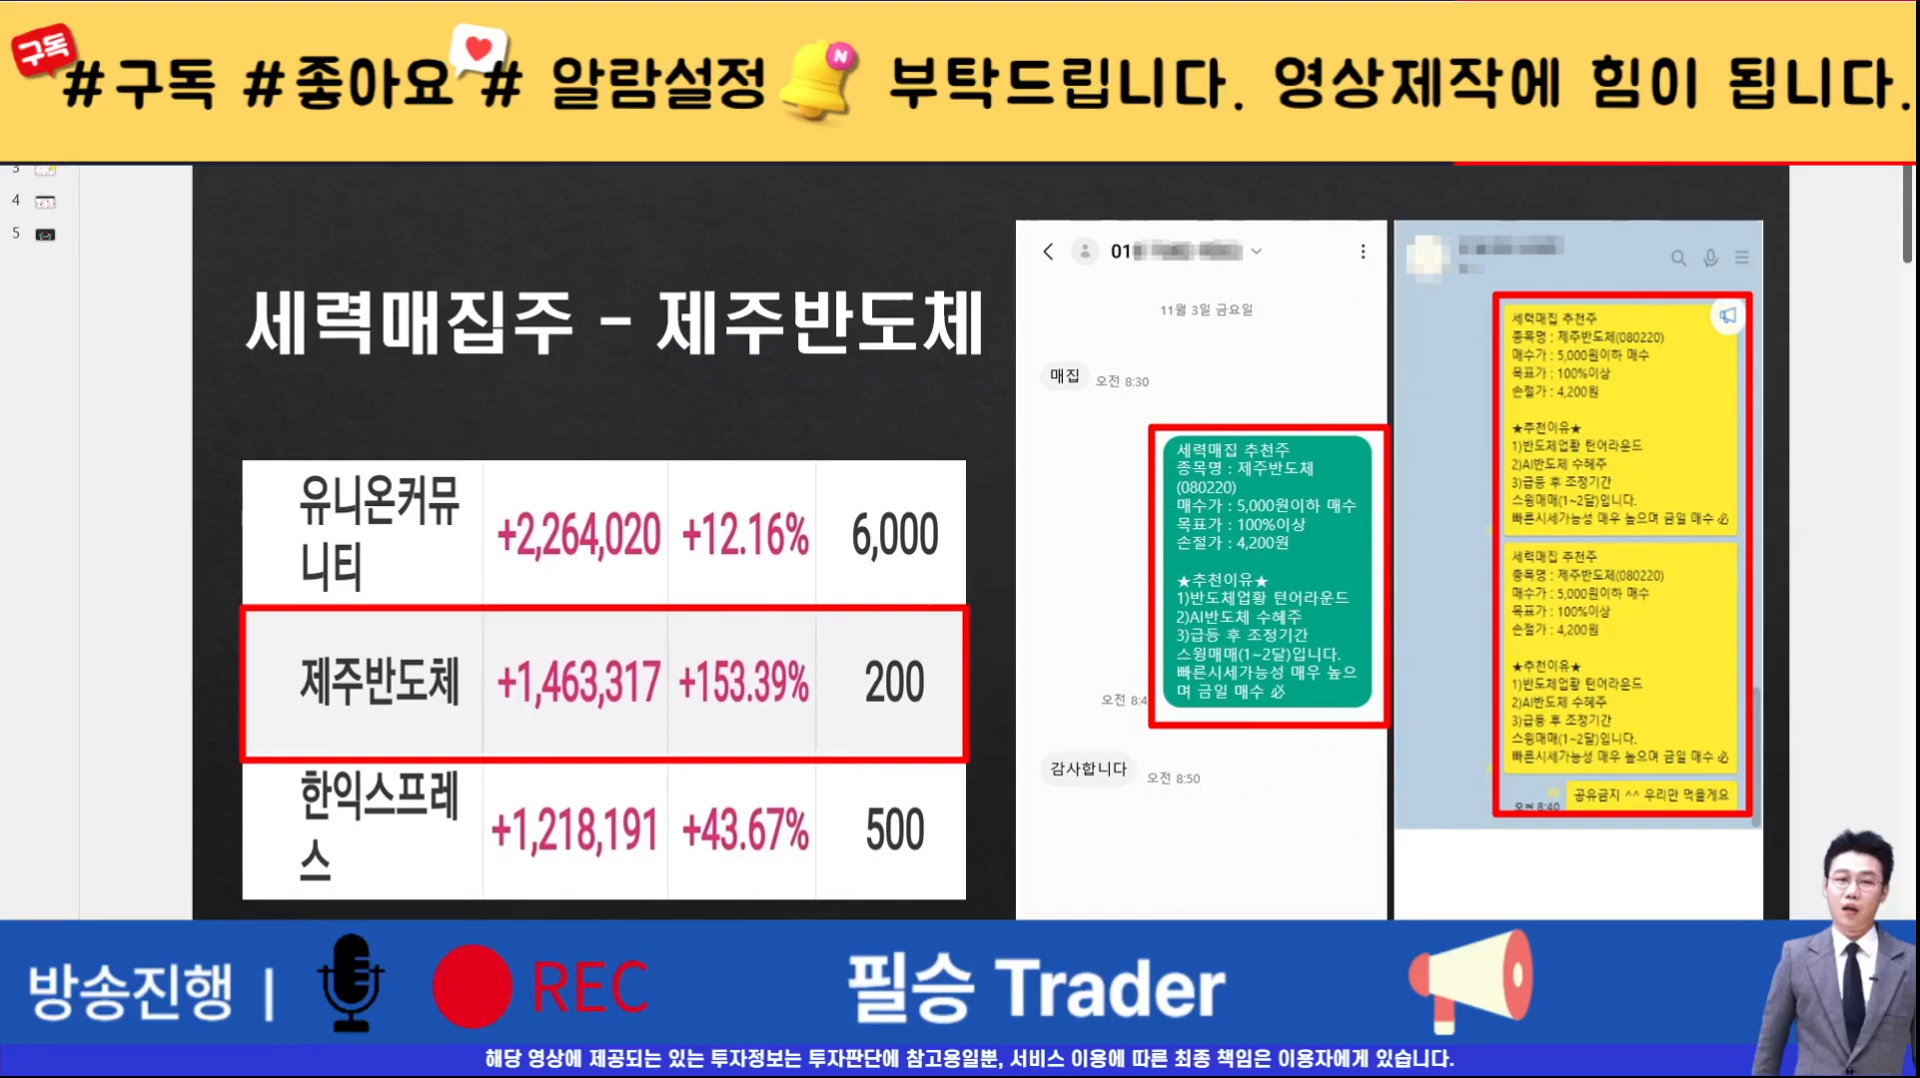 구독
#구독 #좋아요 # 알람설정 N 부탁드립니다. 영상제작에 힘이 됩니다.
3
4
5
세력매집주 - 제주반도체
유니온커뮤
니티
+2,264,020 +12.16% 6,000
제주반도체 +1,463,317 +153.39% 200
한익스프레
스
+1,218,191 +43.67% 500
01
11월 3일 금요일
매집 오전 8:30
세력매집 추천주
종목명 : 제주반도체
(080220)
매수가 : 5,000원이하 매수
목표가 : 100%이상
손절가 : 4,200원
★추천이유★
1)반도체업황 턴어라운드
2)AI반도체 수혜주
3)급등 후 조정기간
스윙매매(1~2달)입니다.
빠른시세가능성 매우 높으
며 금일 매수 必
오전 8:4
감사합니다 오전 8:50
세력매집 추천주
종목명 : 제주반도체(080220)
매수가 : 5,000원이하 매수
목표가 : 100%이상
손절가 : 4,200원
★추천이유★
1)반도체업황 턴어라운드
2)AI반도체 수혜주
3)급등 후 조정기간
스윙매매(1~2달)입니다.
빠른시세가능성 매우 높으며 금일 매수 必
세력매집 추천주
종목명 : 제주반도체(080220)
매수가 : 5,000원이하 매수
목표가 : 100%이상
손절가 : 4,200원
★추천이유★
1)반도체업황 턴어라운드
2)AI반도체 수혜주
3)급등 후 조정기간
스윙매매(1~2달)입니다.
빠른시세가능성 매우 높으며 금일 매수 必
오전 8:40 공유금지 ^^ 우리만 먹을게요
방송진행 | REC 필승 Trader
해당 영상에 제공되는 있는 투자정보는 투자판단에 참고용일뿐, 서비스 이용에 따른 최종 책임은 이용자에게 있습니다.